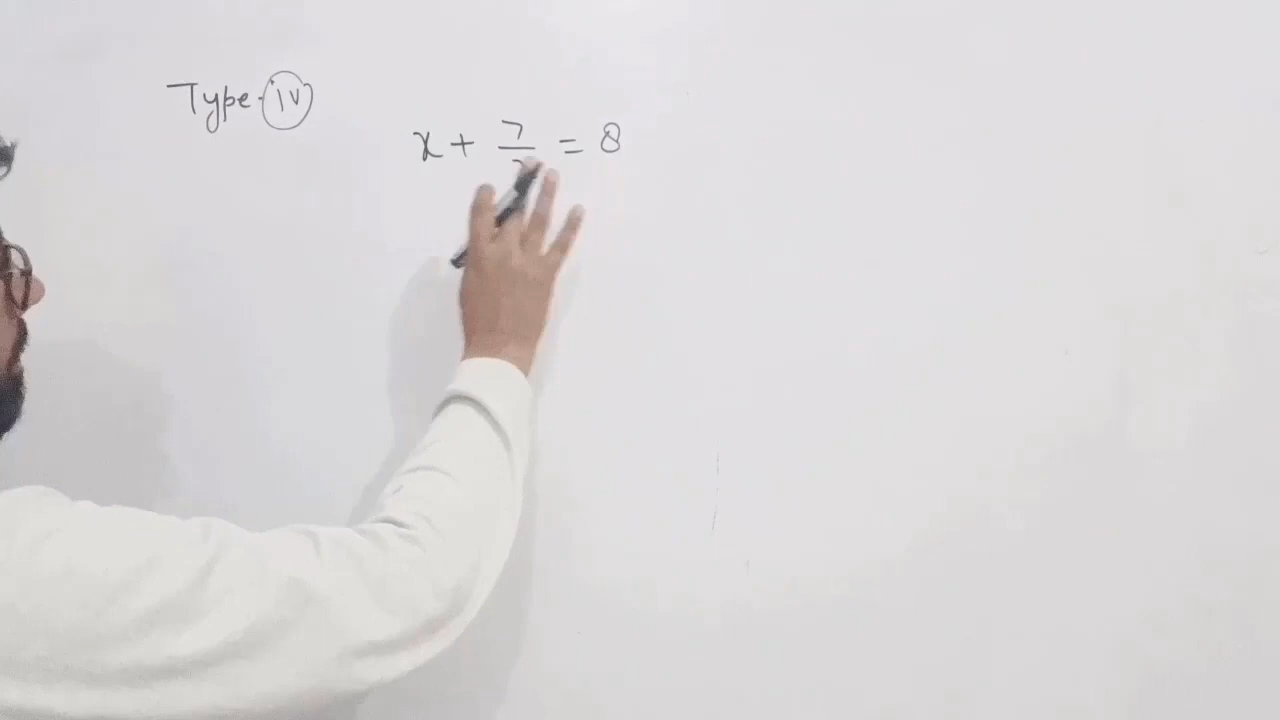 Type - (iv)
x + 7/ = 8